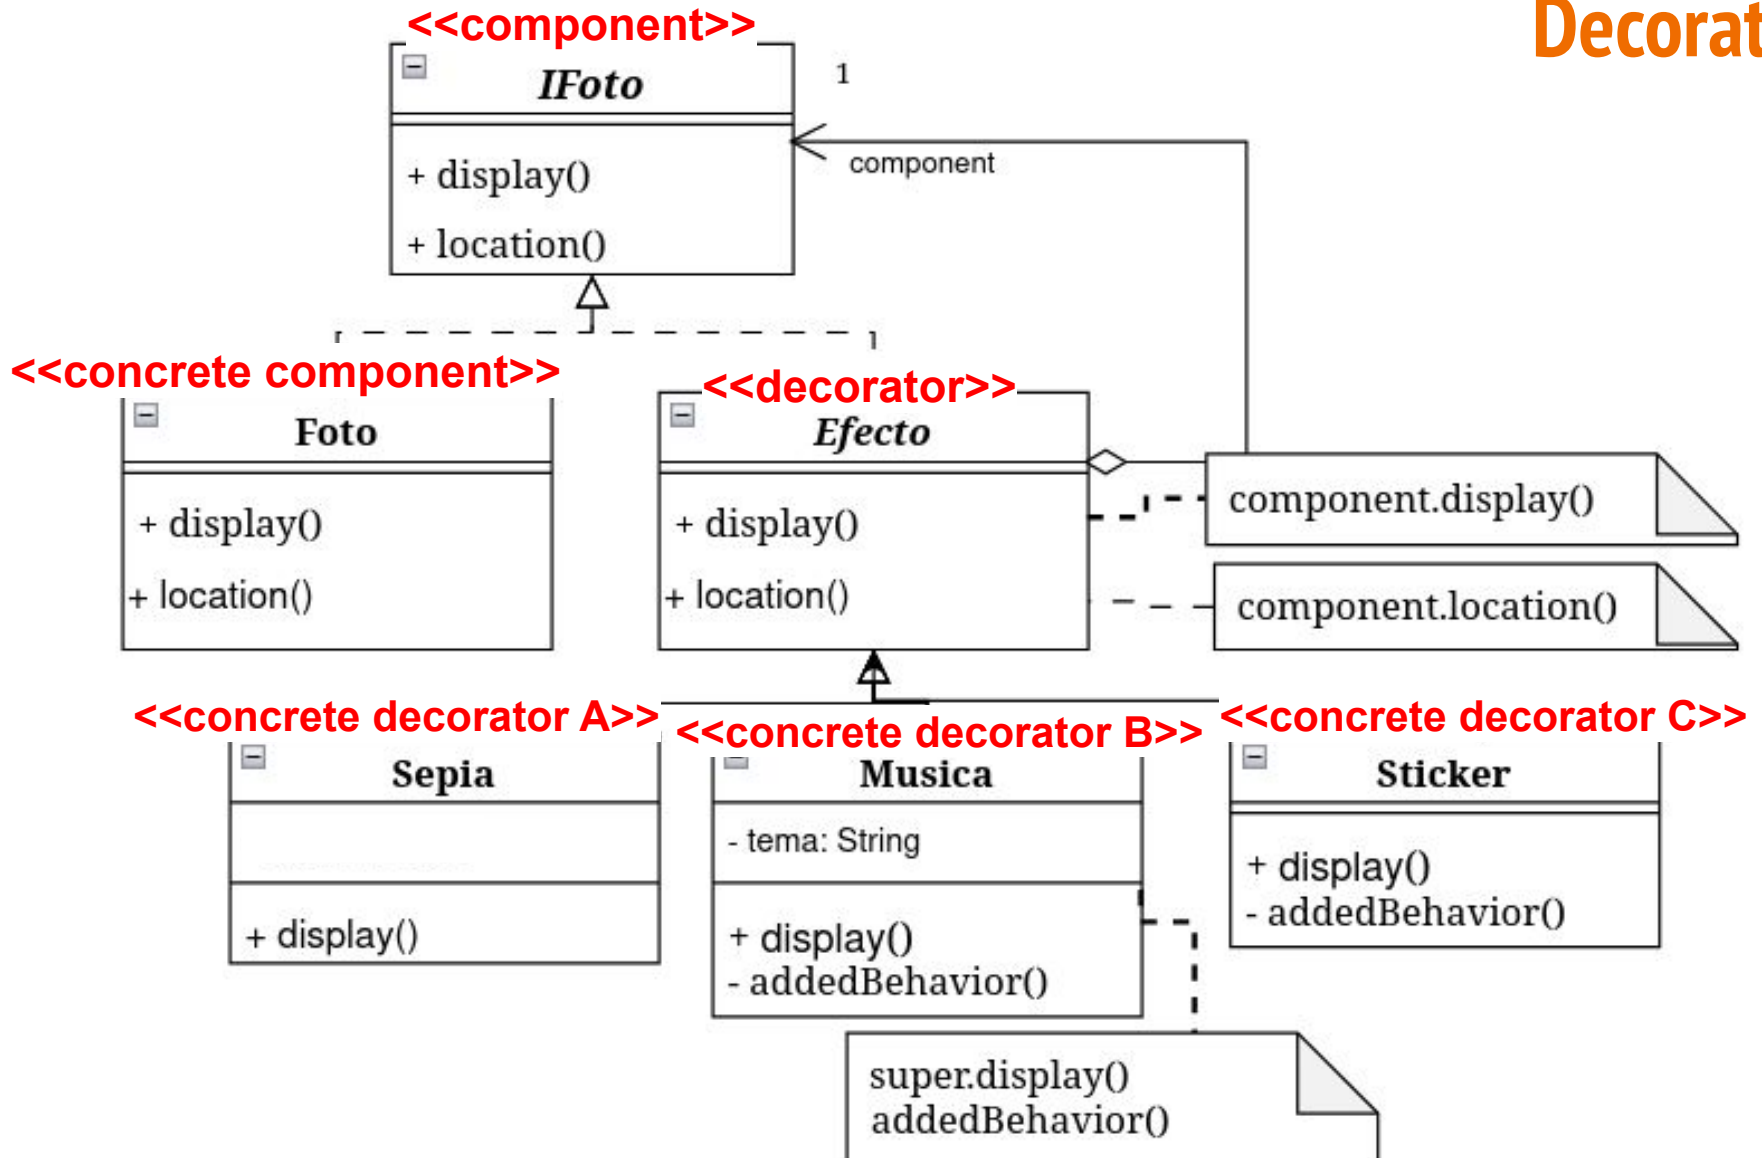 Decorat
<<component>>
IFoto
1
+ display()
component
+ location()
<<concrete component>>
<<decorator>>
Foto
Efecto
+ display()
+ display()
component.display()
+ location()
+ location()
component.location()
<<concrete decorator A>>
<<concrete decorator B>>
<<concrete decorator C>>
Sepia
Musica
Sticker
- tema: String
+ display()
+ display()
- addedBehavior()
+ display()
- addedBehavior()
super.display()
addedBehavior()